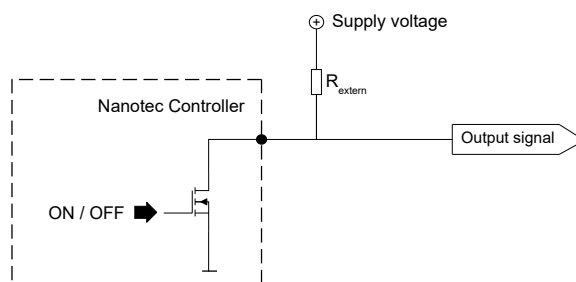 Supply voltage
R extern
Nanotec Controller
Output signal
ON / OFF